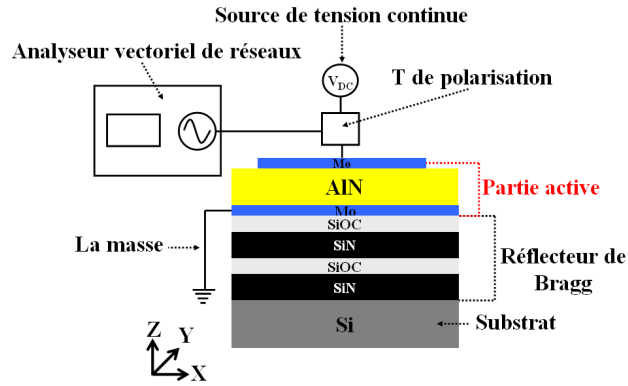 Source de tension continue
Analyseur vectoriel de réseaux
V_DC
T de polarisation
Mo
AlN
Partie active
Mo
SiOC
La masse
SiN
Réflecteur de
Bragg
SiOC
SiN
Si
Substrat
Z
Y
X